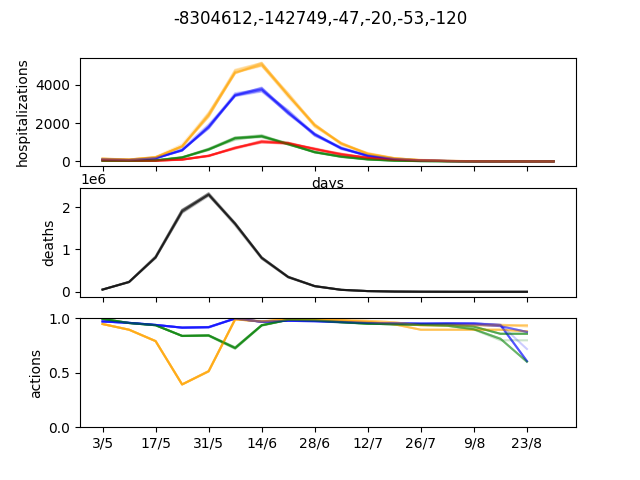 -8304612,-142749,-47,-20,-53,-120
hospitalizations
4000
2000
0
days
1e6
deaths
2
1
0
actions
1.0
0.5
0.0
3/5 17/5 31/5 14/6 28/6 12/7 26/7 9/8 23/8